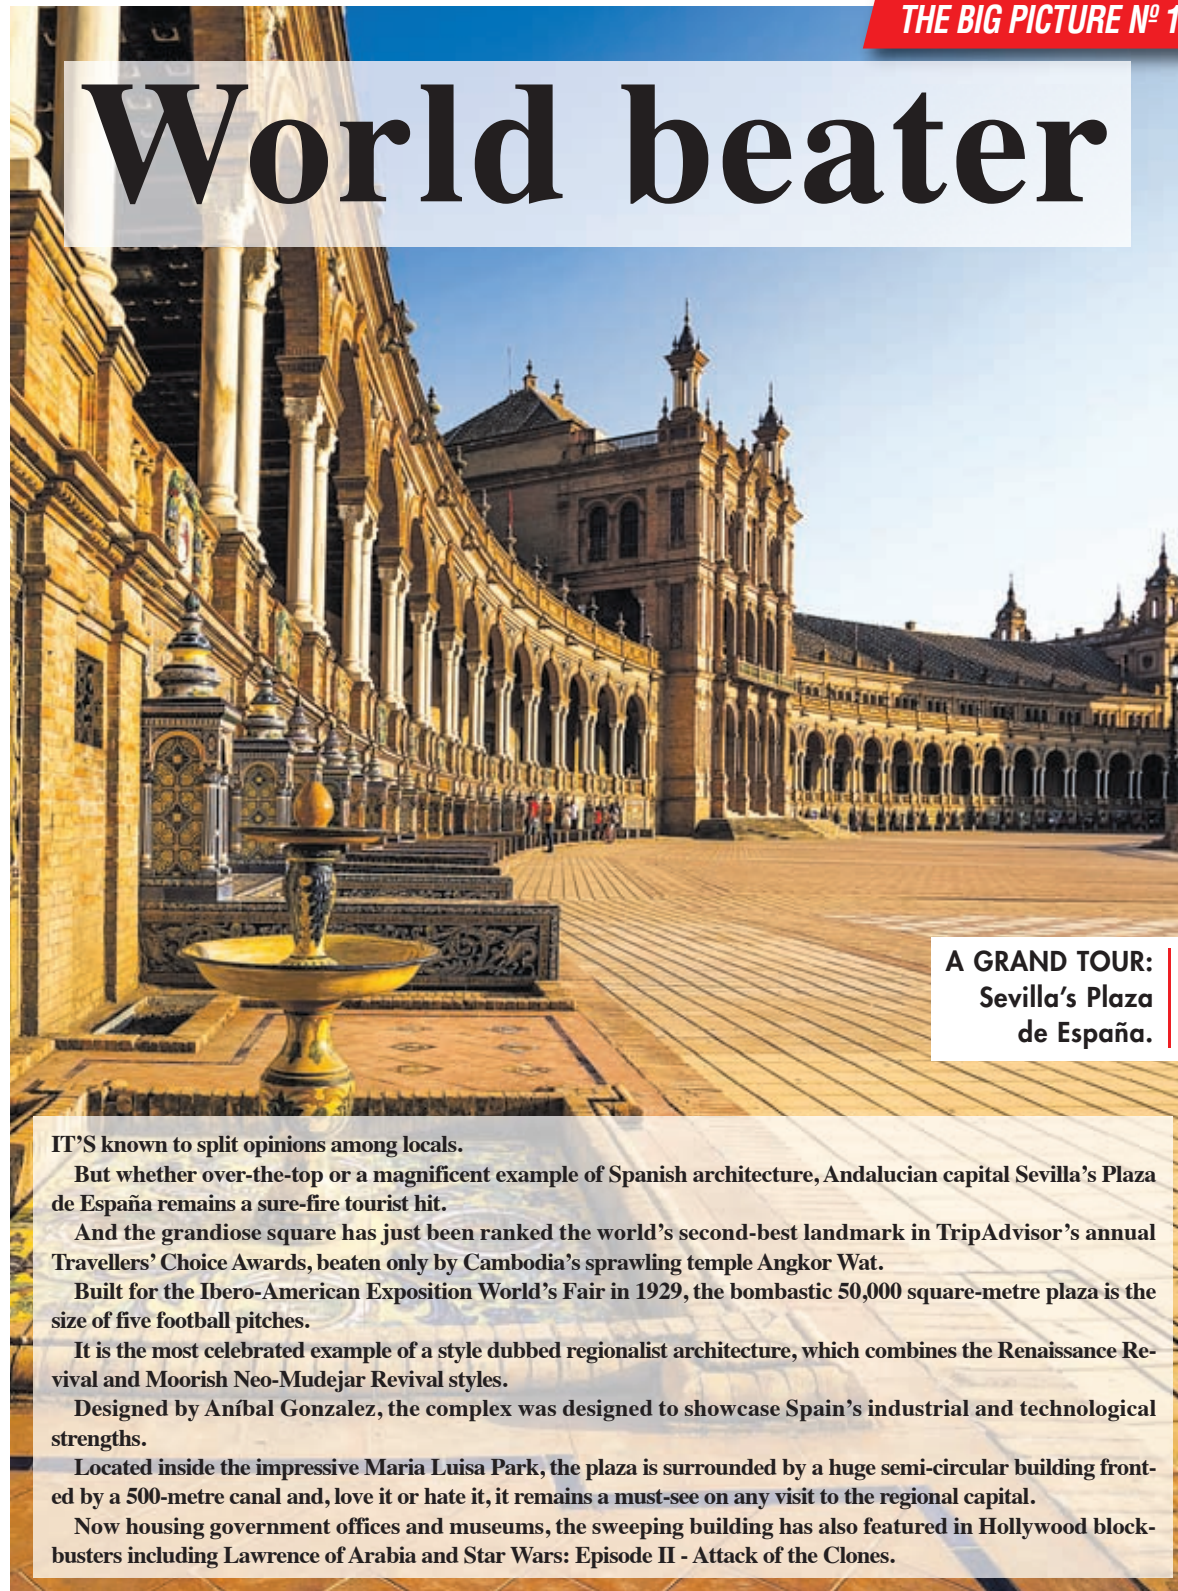 THE BIG PICTURE Nº 1
World beater
A GRAND TOUR:
Sevilla’s Plaza
de España.
IT’S known to split opinions among locals.
But whether over-the-top or a magnificent example of Spanish architecture, Andalucian capital Sevilla’s Plaza
de España remains a sure-fire tourist hit.
And the grandiose square has just been ranked the world’s second-best landmark in TripAdvisor’s annual
Travellers’ Choice Awards, beaten only by Cambodia’s sprawling temple Angkor Wat.
Built for the Ibero-American Exposition World’s Fair in 1929, the bombastic 50,000 square-metre plaza is the
size of five football pitches.
It is the most celebrated example of a style dubbed regionalist architecture, which combines the Renaissance Re-
vival and Moorish Neo-Mudejar Revival styles.
Designed by Aníbal Gonzalez, the complex was designed to showcase Spain’s industrial and technological
strengths.
Located inside the impressive Maria Luisa Park, the plaza is surrounded by a huge semi-circular building front-
ed by a 500-metre canal and, love it or hate it, it remains a must-see on any visit to the regional capital.
Now housing government offices and museums, the sweeping building has also featured in Hollywood block-
busters including Lawrence of Arabia and Star Wars: Episode II - Attack of the Clones.